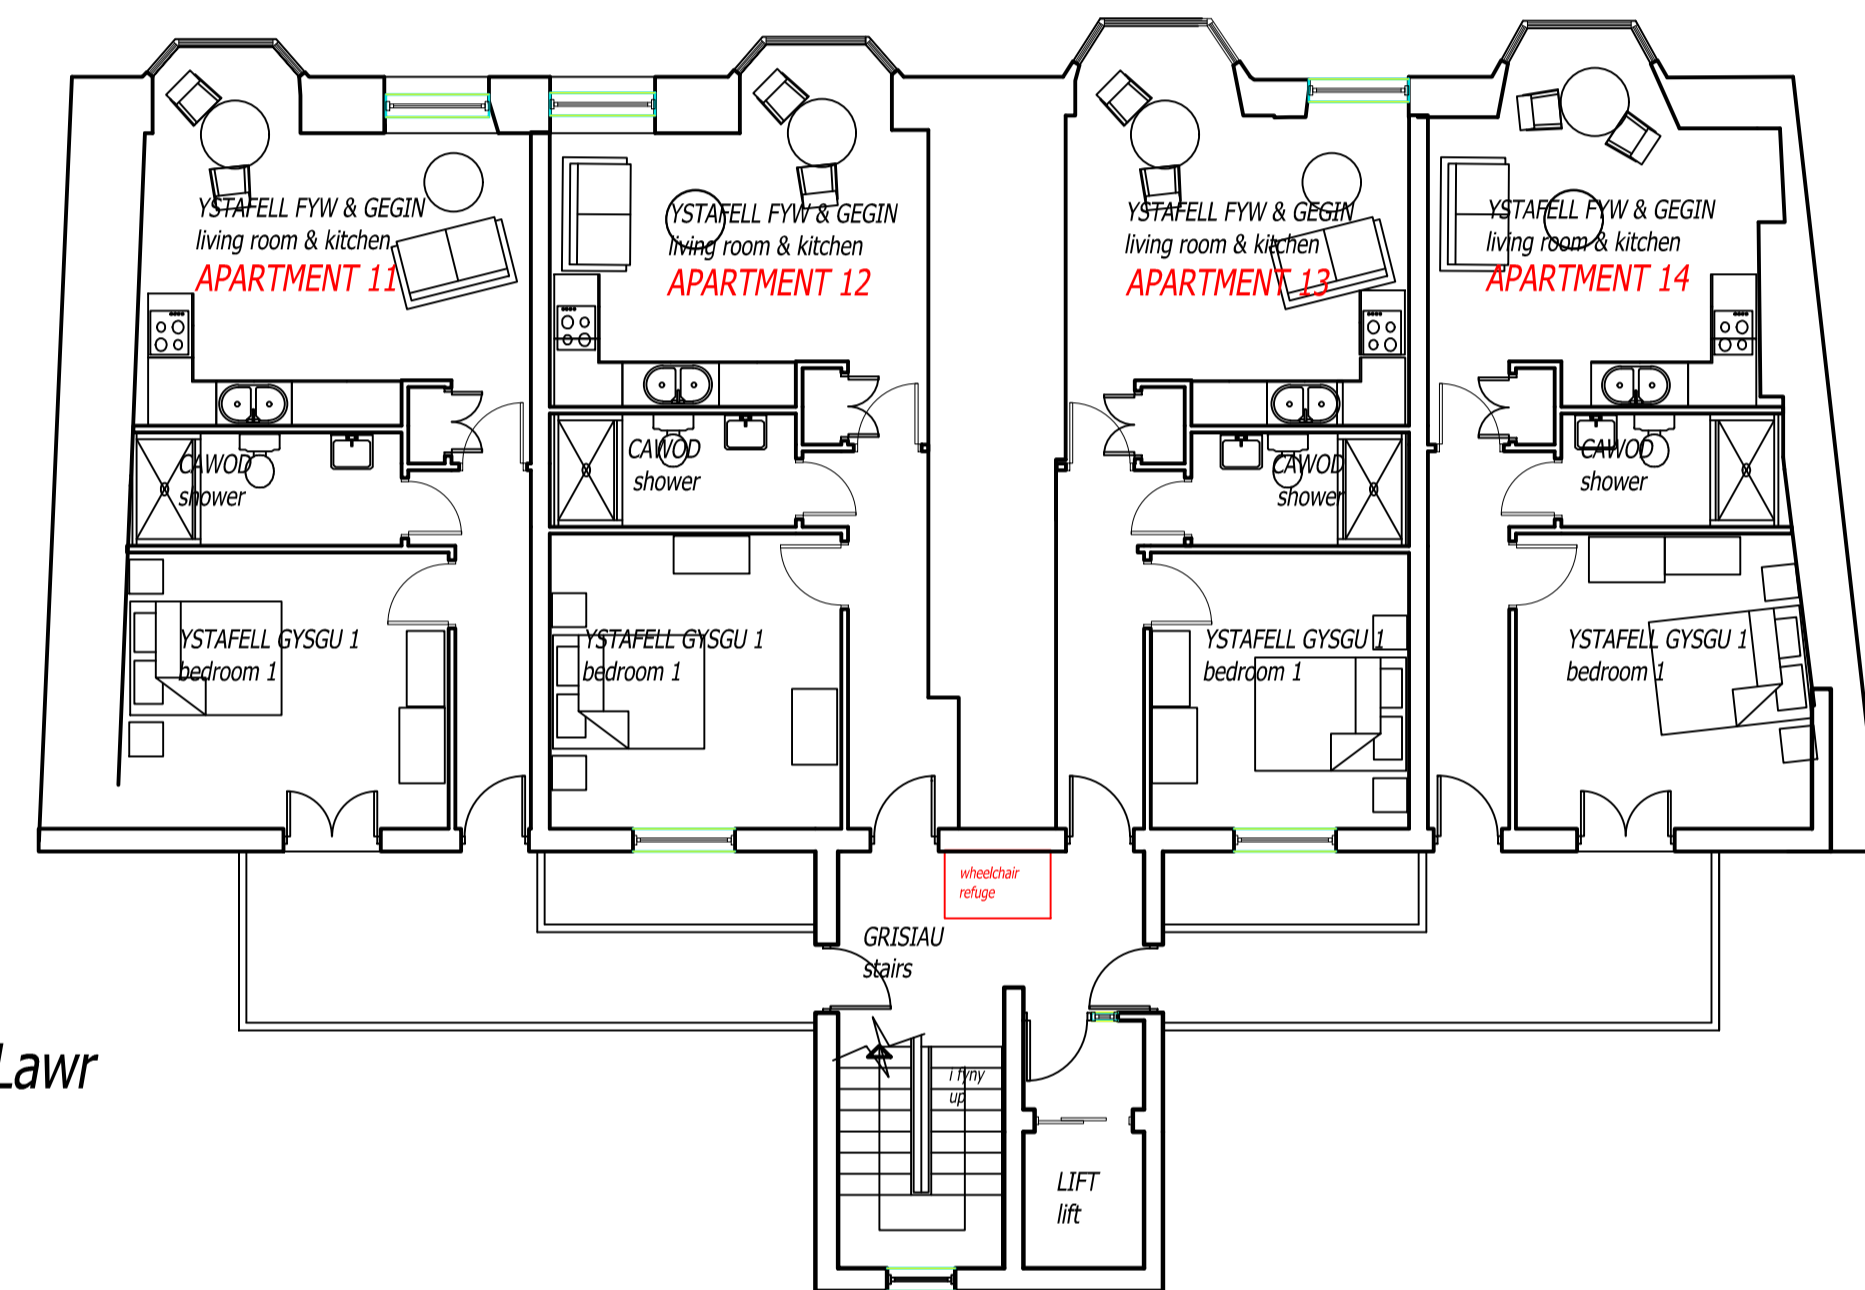 YSTAFELL FYW & GEGIN
living room & kitchen
APARTMENT 11
YSTAFELL FYW & GEGIN
living room & kitchen
APARTMENT 12
YSTAFELL FYW & GEGIN
living room & kitchen
APARTMENT 13
YSTAFELL FYW & GEGIN
living room & kitchen
APARTMENT 14
CAWOD
shower
CAWOD
shower
CAWOD
shower
CAWOD
shower
YSTAFELL GYSGU 1
bedroom 1
YSTAFELL GYSGU 1
bedroom 1
YSTAFELL GYSGU 1
bedroom 1
YSTAFELL GYSGU 1
bedroom 1
wheelchair
refuge
GRISIAU
stairs
Lawr
i fyny
up
LIFT
lift